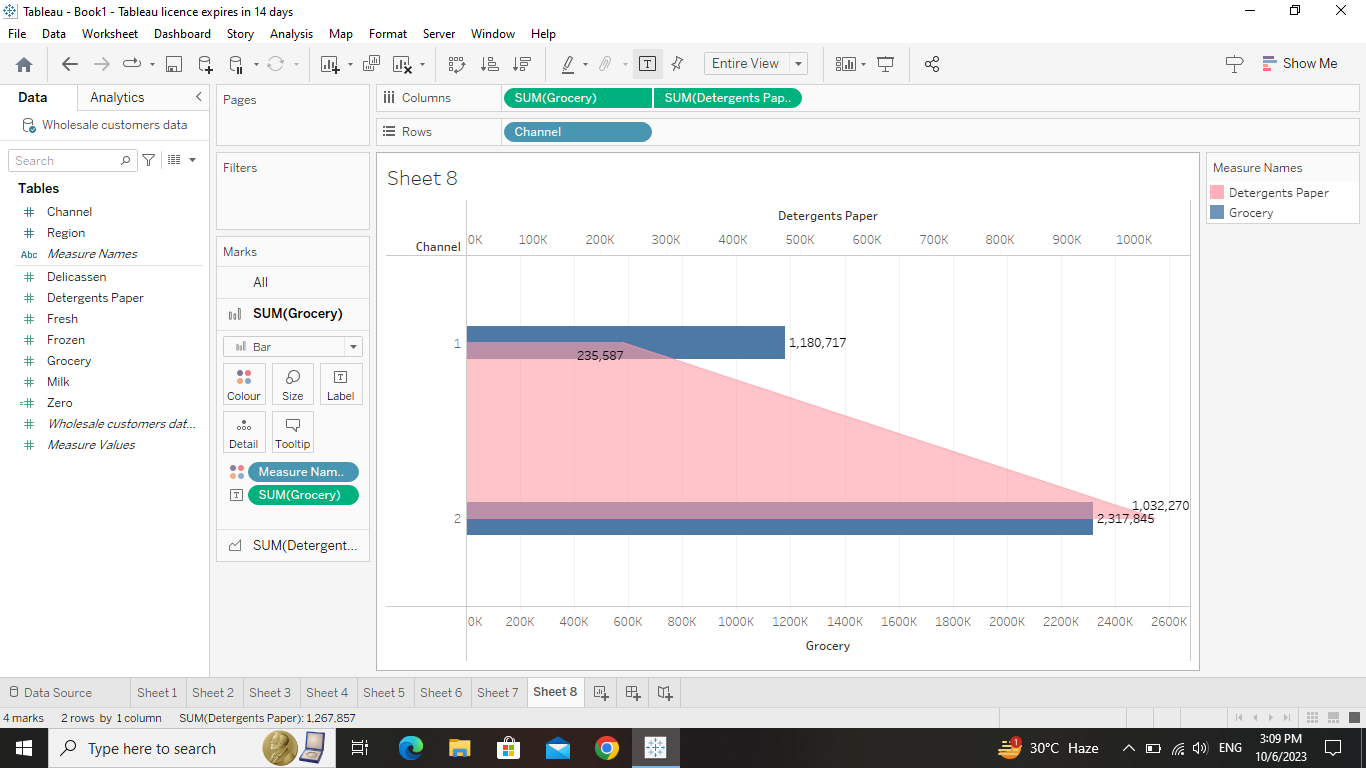 Tableau - Book1 - Tableau licence expires in 14 days
File Data Worksheet Dashboard Story Analysis Map Format Server Window Help
Entire View
Show Me
Data Analytics
Wholesale customers data
Search
Tables
Channel
Region
Abc Measure Names
Delicassen
Detergents Paper
Fresh
Frozen
Grocery
Milk
Zero
Wholesale customers dat...
Measure Values
Pages
Filters
Marks
All
SUM(Grocery)
Bar
Colour Size Label
Detail Tooltip
Measure Nam..
SUM(Grocery)
SUM(Detergent...
Columns SUM(Grocery) SUM(Detergents Pap..
Rows Channel
Sheet 8
Detergents Paper
Channel 0K 100K 200K 300K 400K 500K 600K 700K 800K 900K 1000K
1 1,180,717
235,587
1,032,270
2 2,317,845
0K 200K 400K 600K 800K 1000K 1200K 1400K 1600K 1800K 2000K 2200K 2400K 2600K
Grocery
Measure Names
Detergents Paper
Grocery
Data Source Sheet 1 Sheet 2 Sheet 3 Sheet 4 Sheet 5 Sheet 6 Sheet 7 Sheet 8
4 marks 2 rows by 1 column SUM(Detergents Paper): 1,267,857
Type here to search
1 30°C Haze ENG 3:09 PM
10/6/2023